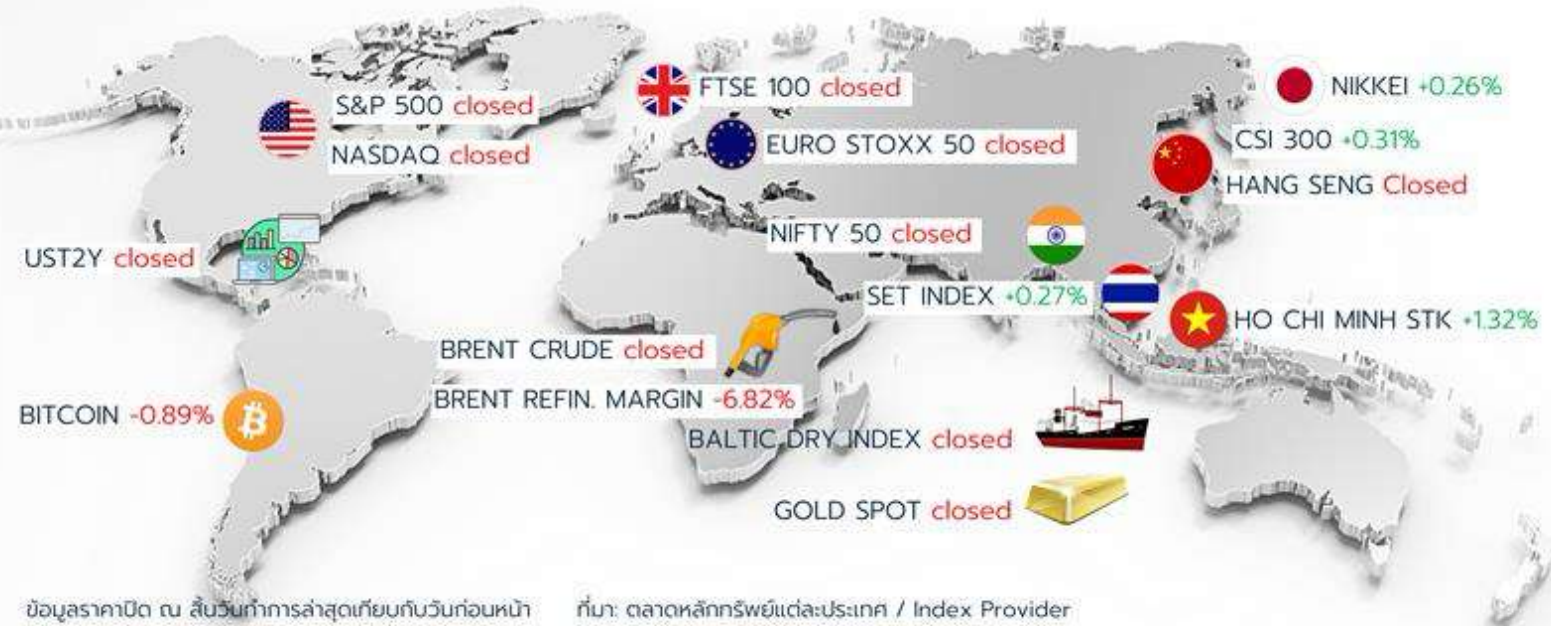 S&P 500 closed
NASDAQ closed
FTSE 100 closed
EURO STOXX 50 closed
NIKKEI +0.26%
CSI 300 +0.31%
HANG SENG Closed
UST2Y closed
NIFTY 50 closed
SET INDEX +0.27%
HO CHI MINH STK +1.32%
BRENT CRUDE closed
BRENT REFIN. MARGIN -6.82%
BITCOIN -0.89%
BALTIC DRY INDEX closed
GOLD SPOT closed
ข้อมูลราคาปิด ณ สิ้นวันทำการล่าสุดเทียบกับวันก่อนหน้า ที่มา: ตลาดหลักทรัพย์แต่ละประเทศ / Index Provider